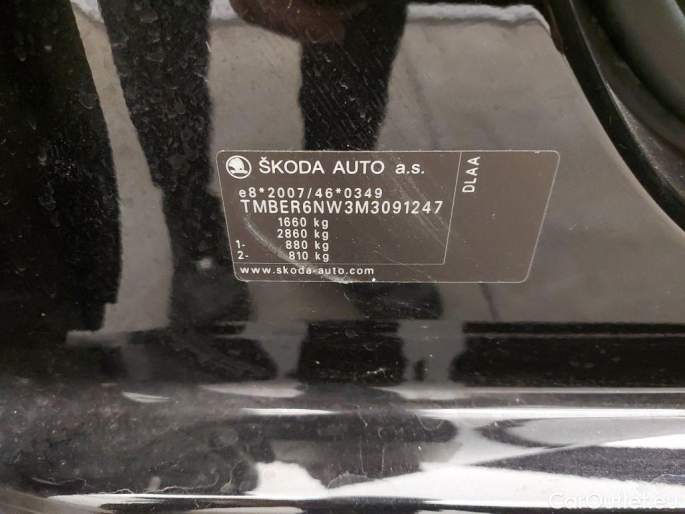 ŠKODA AUTO a.s.
e8*2007/46*0349
TMBER6NW3M3091247
1660 kg
2860 kg
1- 880 kg
2- 810 kg
www.skoda-auto.com
DLAA
CarOutlet.eu